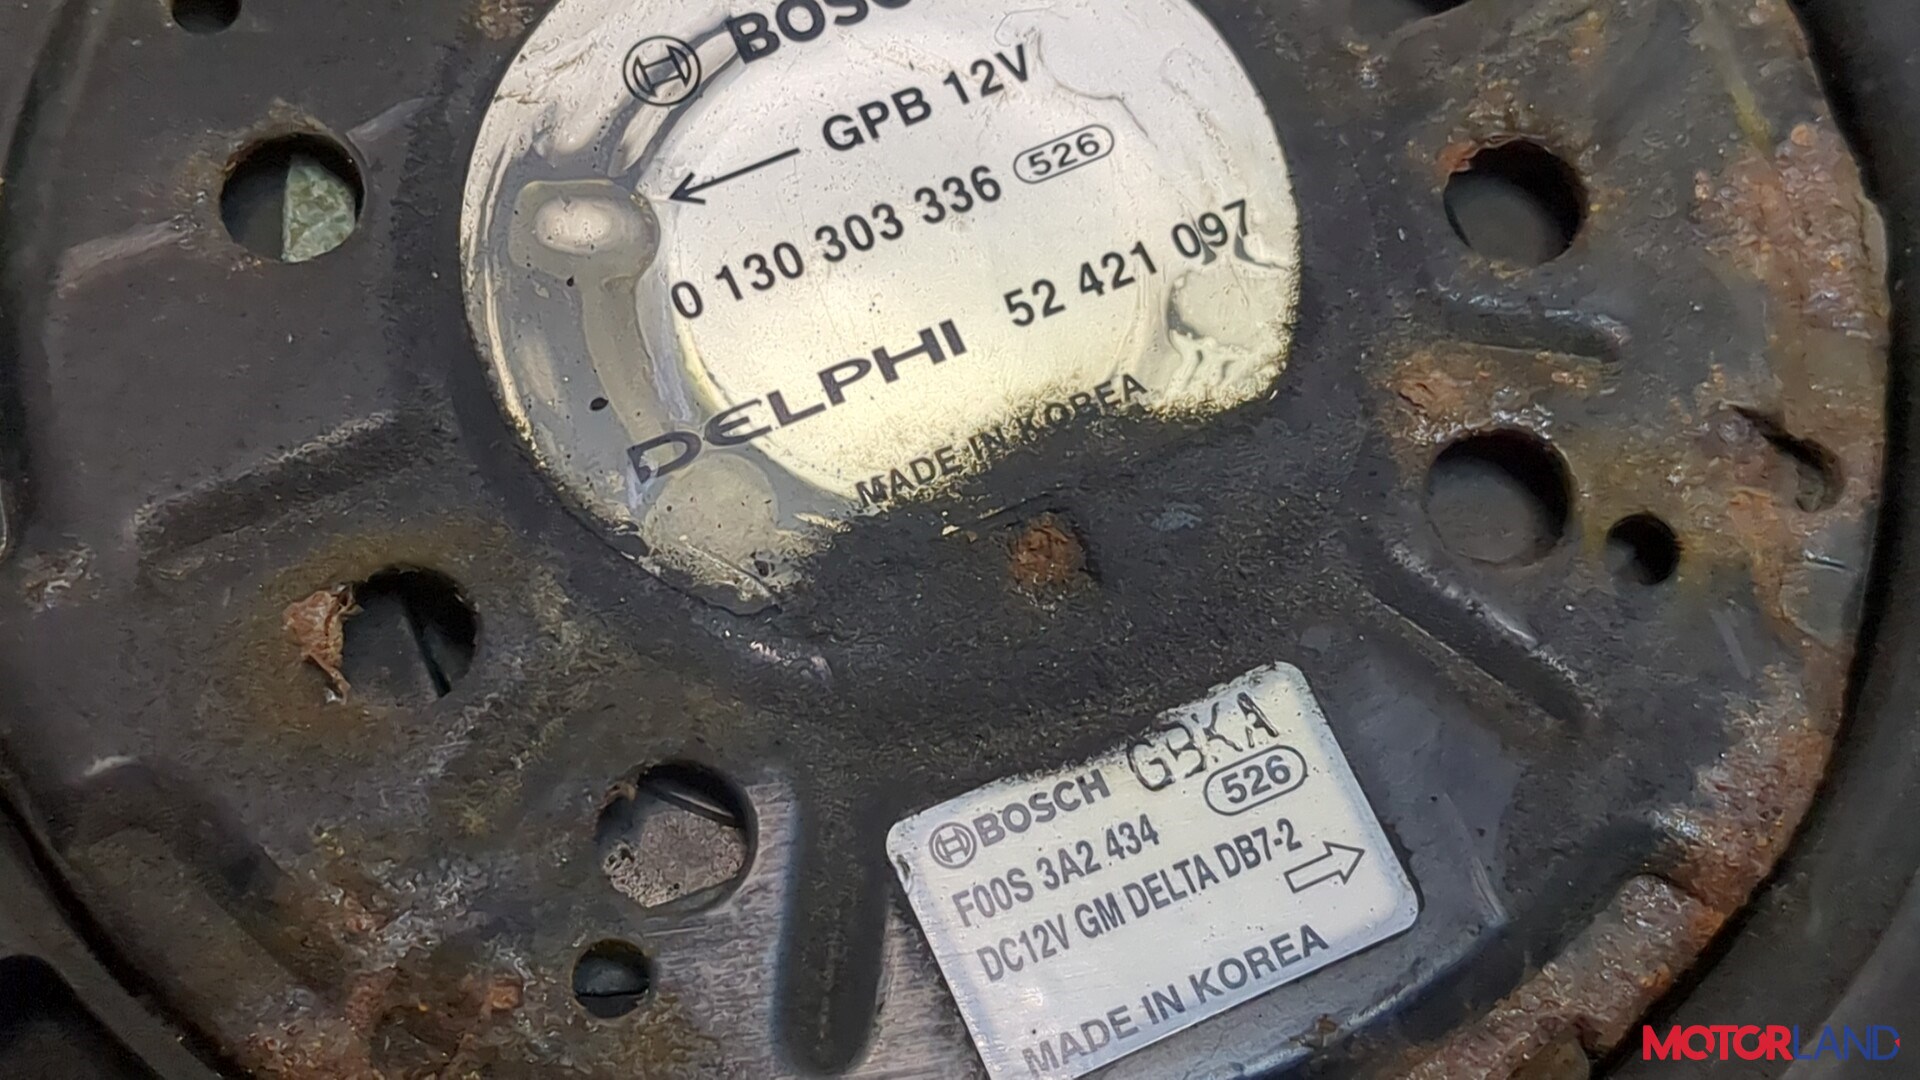 BOSC
GPB 12V
0 130 303 336 526
DELPHI 52 421 097
MADE IN KOREA
BOSCH GBKA
F00S 3A2 434 526
DC12V GM DELTA DB7-2
MADE IN KOREA
MOTORLAND